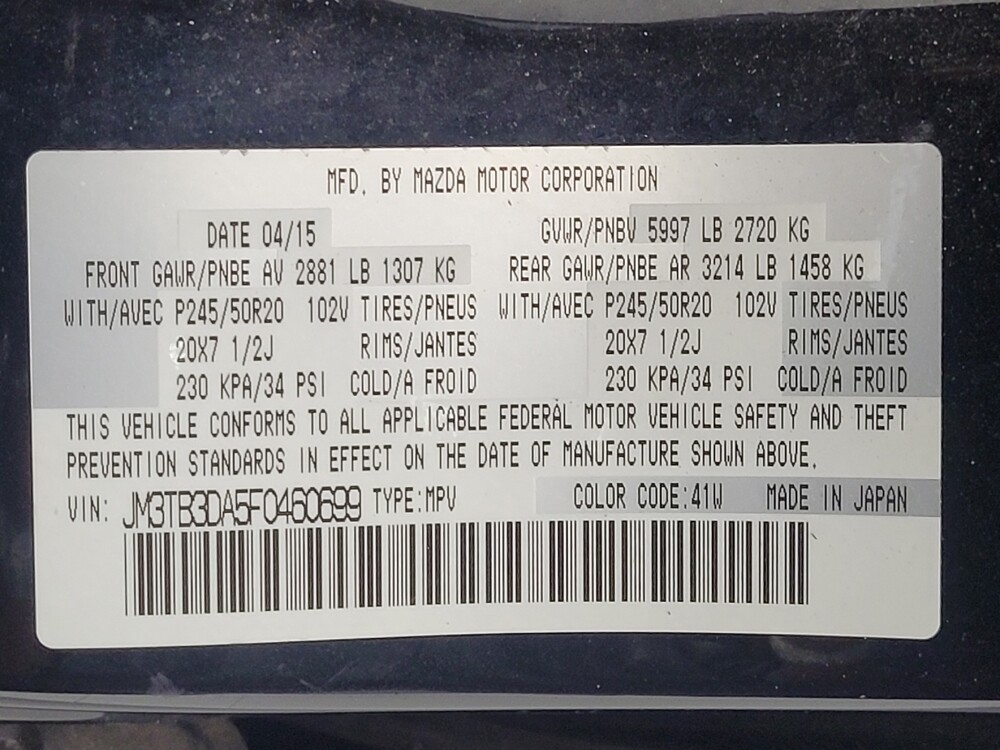 MFD. BY MAZDA MOTOR CORPORATION
DATE 04/15 GVWR/PNBV 5997 LB 2720 KG
FRONT GAWR/PNBE AV 2881 LB 1307 KG REAR GAWR/PNBE AR 3214 LB 1458 KG
WITH/AVEC P245/50R20 102V TIRES/PNEUS WITH/AVEC P245/50R20 102V TIRES/PNEUS
20X7 1/2J RIMS/JANTES 20X7 1/2J RIMS/JANTES
230 KPA/34 PSI COLD/A FROID 230 KPA/34 PSI COLD/A FROID
THIS VEHICLE CONFORMS TO ALL APPLICABLE FEDERAL MOTOR VEHICLE SAFETY AND THEFT
PREVENTION STANDARDS IN EFFECT ON THE DATE OF MANUFACTURE SHOWN ABOVE.
VIN: JM3TB3DA5F0460699 TYPE:MPV COLOR CODE:41W MADE IN JAPAN